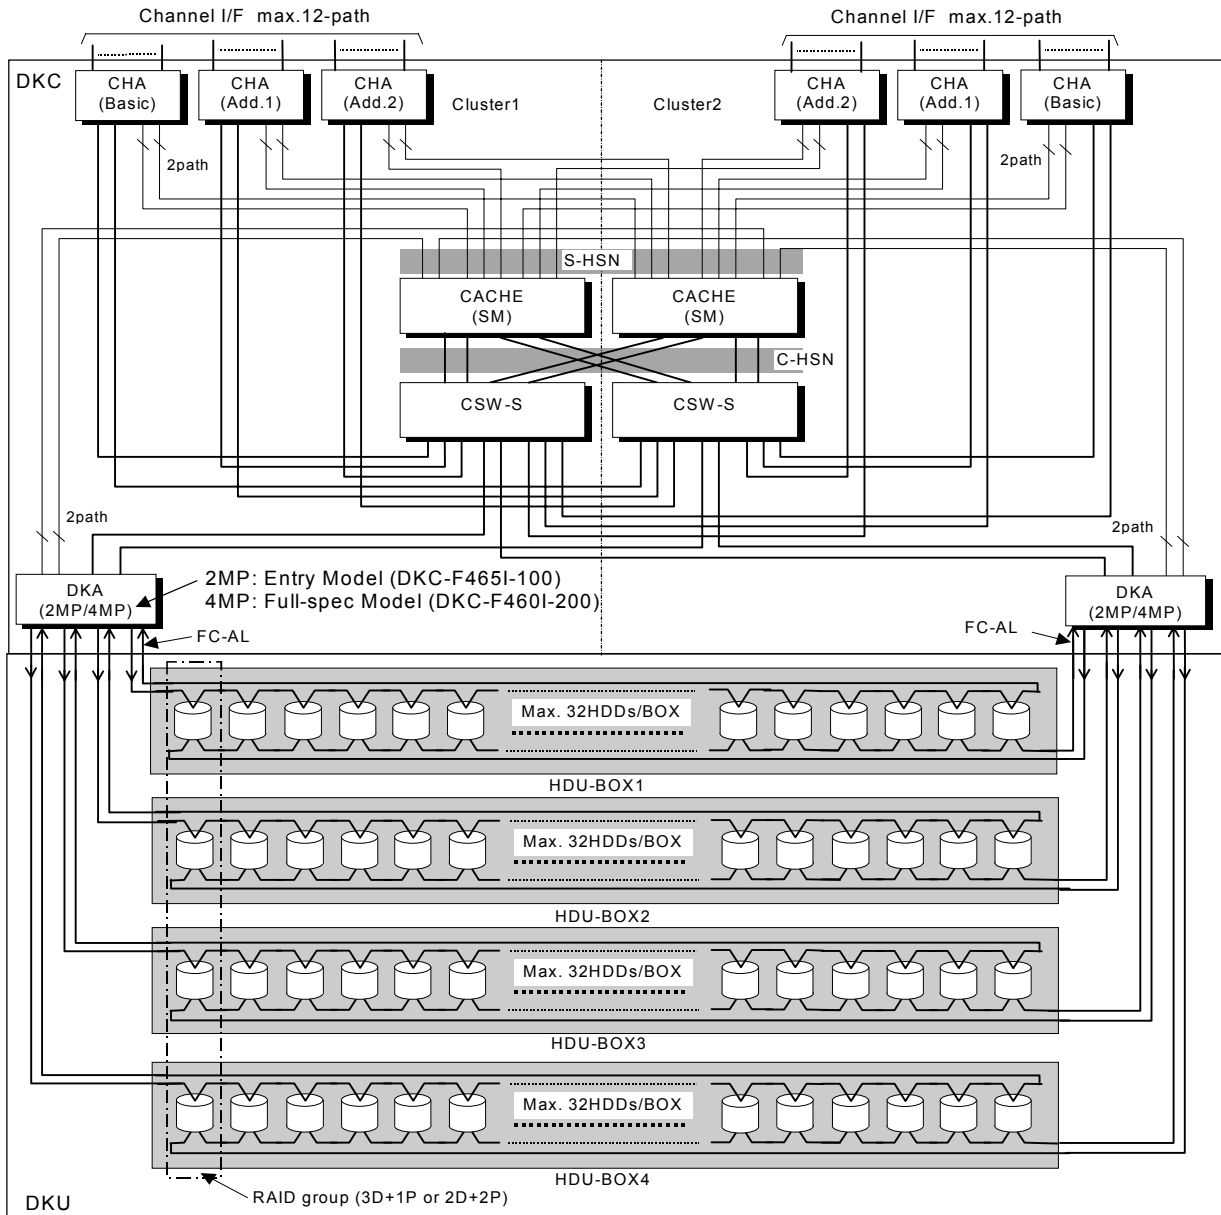 Channel I/F max.12-path
Channel I/F max.12-path
DKC
CHA
(Basic)
CHA
(Add.1)
CHA
(Add.2)
Cluster1
Cluster2
CHA
(Add.2)
CHA
(Add.1)
CHA
(Basic)
2path
2path
S-HSN
CACHE
(SM)
CACHE
(SM)
C-HSN
CSW-S
CSW-S
2path
2path
DKA
(2MP/4MP)
2MP: Entry Model (DKC-F465I-100)
4MP: Full-spec Model (DKC-F460I-200)
DKA
(2MP/4MP)
FC-AL
FC-AL
Max. 32HDDs/BOX
HDU-BOX1
Max. 32HDDs/BOX
HDU-BOX2
Max. 32HDDs/BOX
HDU-BOX3
Max. 32HDDs/BOX
HDU-BOX4
RAID group (3D+1P or 2D+2P)
DKU